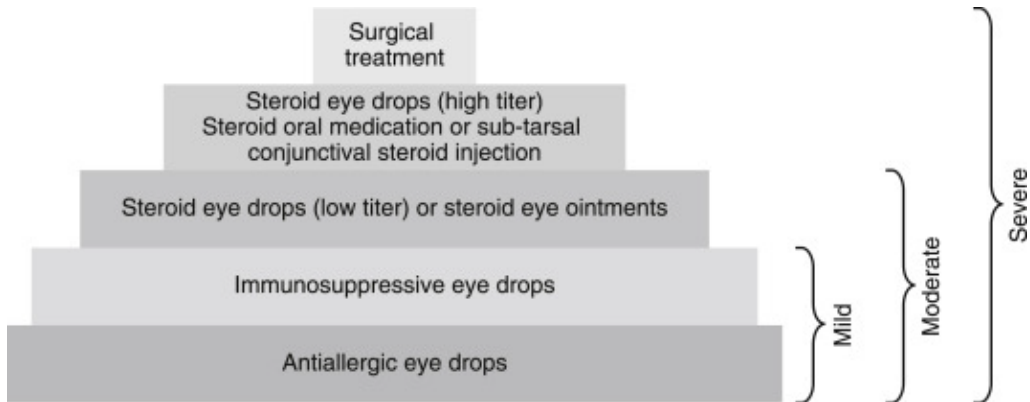 Surgical
treatment
Steroid eye drops (high titer)
Steroid oral medication or sub-tarsal
conjunctival steroid injection
Steroid eye drops (low titer) or steroid eye ointments
Immunosuppressive eye drops
Antiallergic eye drops
Mild
Moderate
Severe